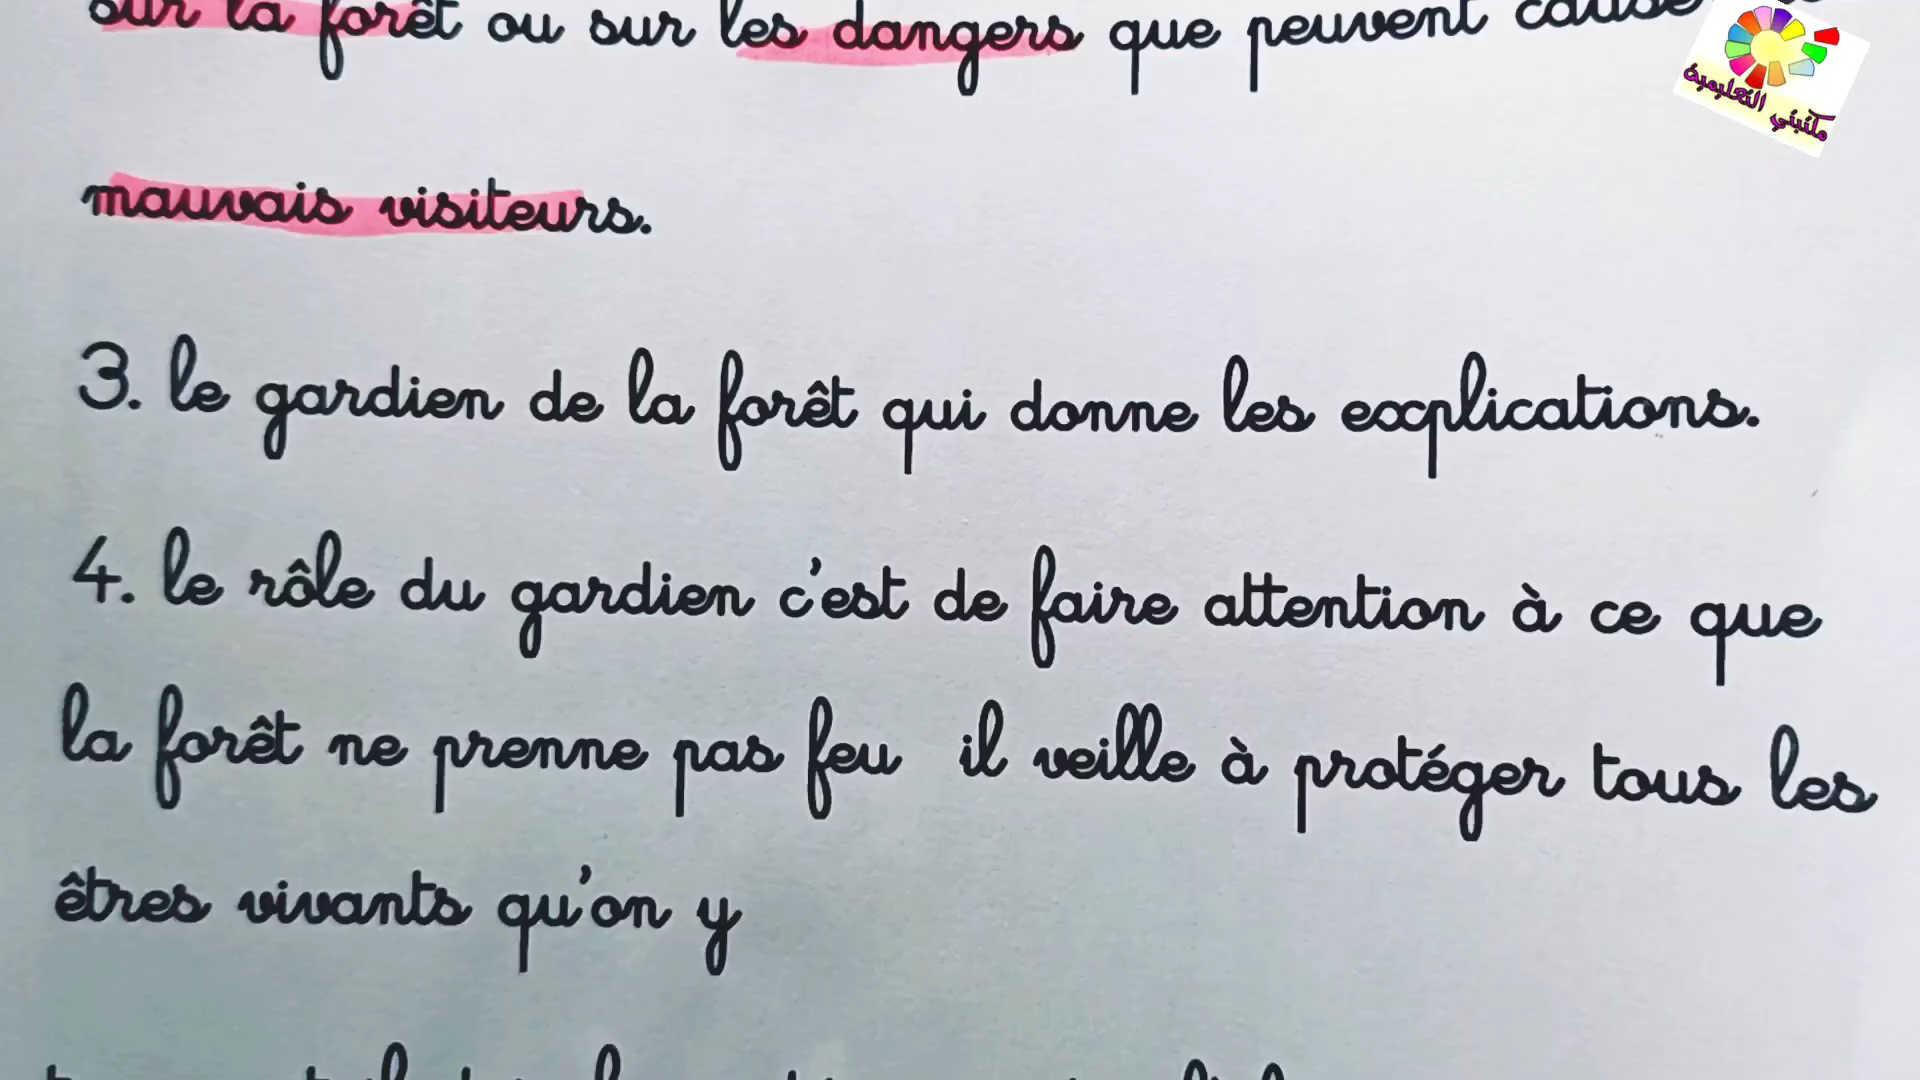 sur la forêt ou sur les dangers que peuvent
مكتبتي التعليمية
mauvais visiteurs.
3. le gardien de la forêt qui donne les explications.
4. le rôle du gardien c'est de faire attention à ce que
la forêt ne prenne pas feu il veille à protéger tous les
êtres vivants qu'on y